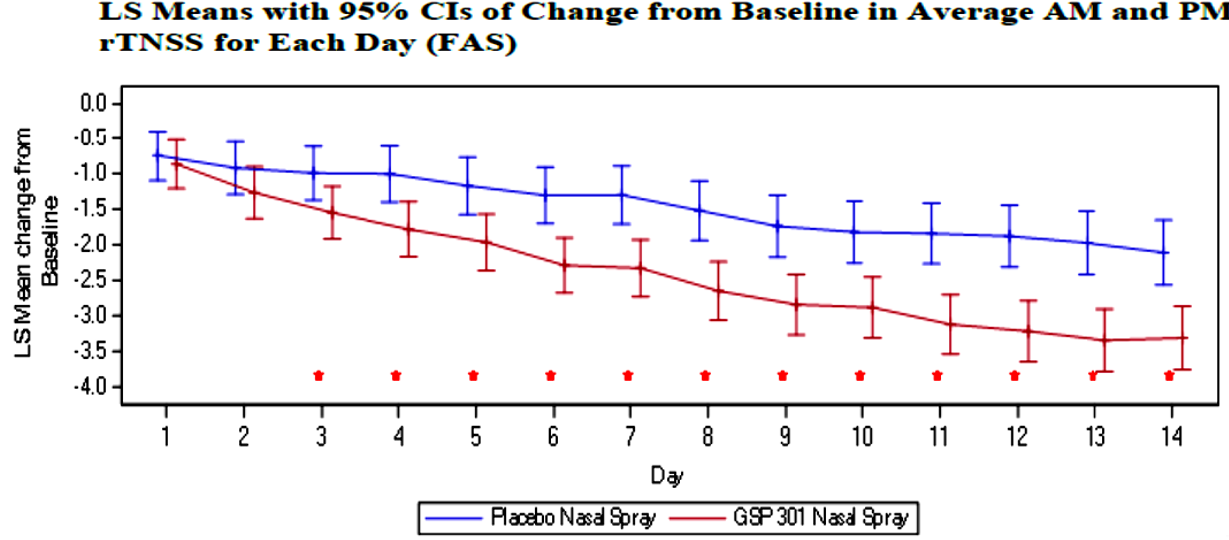 LS Means with 95% CIs of Change from Baseline in Average AM and PM
rTNSS for Each Day (FAS)
LS Mean change from
Baseline
0.0
-0.5
-1.0
-1.5
-2.0
-2.5
-3.0
-3.5
-4.0
1 2 3 4 5 6 7 8 9 10 11 12 13 14
Day
Placebo Nasal Spray GSP 301 Nasal Spray